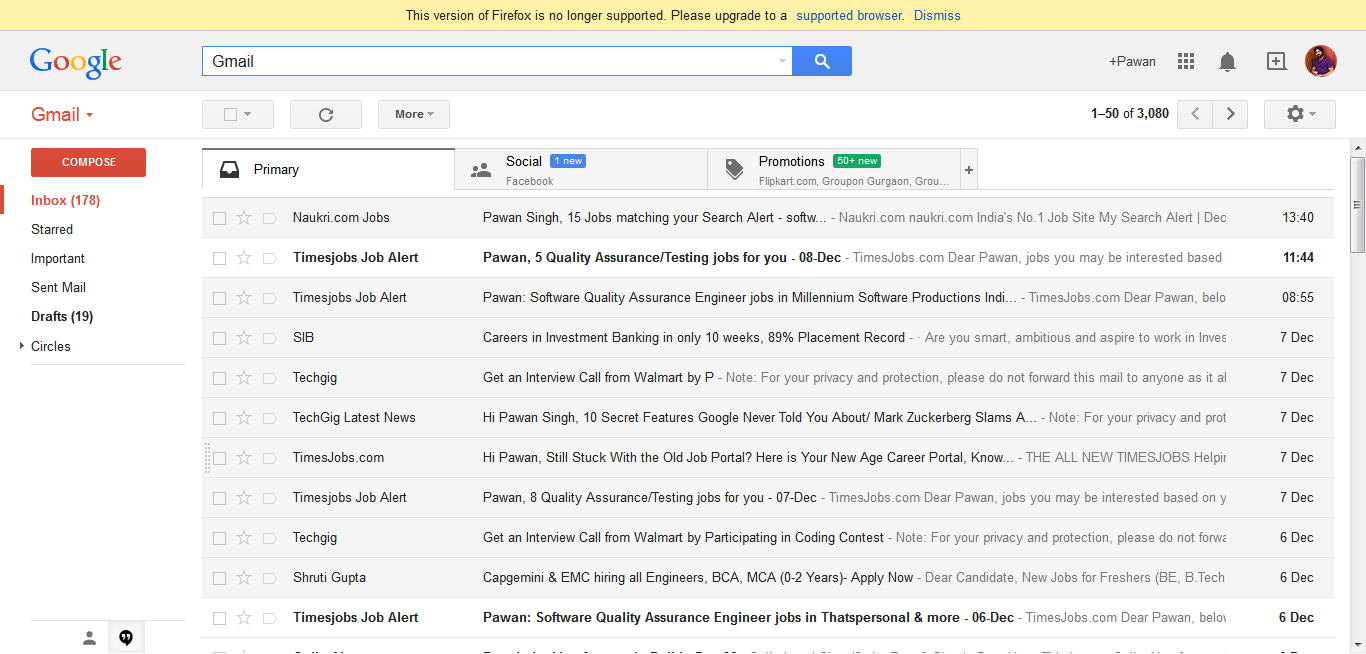 This version of Firefox is no longer supported. Please upgrade to a supported browser. Dismiss
Google
Gmail
+Pawan
Gmail
More
1–50 of 3,080
COMPOSE
Inbox (178)
Starred
Important
Sent Mail
Drafts (19)
Circles
Primary
Social 1 new
Facebook
Promotions 50+ new
Flipkart.com, Groupon Gurgaon, Grou...
+
Naukri.com Jobs Pawan Singh, 15 Jobs matching your Search Alert - softw... - Naukri.com naukri.com India's No.1 Job Site My Search Alert | Dec 13:40
Timesjobs Job Alert Pawan, 5 Quality Assurance/Testing jobs for you - 08-Dec - TimesJobs.com Dear Pawan, jobs you may be interested based 11:44
Timesjobs Job Alert Pawan: Software Quality Assurance Engineer jobs in Millennium Software Productions Indi... - TimesJobs.com Dear Pawan, belo 08:55
SIB Careers in Investment Banking in only 10 weeks, 89% Placement Record - · Are you smart, ambitious and aspire to work in Inves 7 Dec
Techgig Get an Interview Call from Walmart by P - Note: For your privacy and protection, please do not forward this mail to anyone as it al 7 Dec
TechGig Latest News Hi Pawan Singh, 10 Secret Features Google Never Told You About/ Mark Zuckerberg Slams A... - Note: For your privacy and prot 7 Dec
TimesJobs.com Hi Pawan, Still Stuck With the Old Job Portal? Here is Your New Age Career Portal, Know... - THE ALL NEW TIMESJOBS Helpin 7 Dec
Timesjobs Job Alert Pawan, 8 Quality Assurance/Testing jobs for you - 07-Dec - TimesJobs.com Dear Pawan, jobs you may be interested based on y 7 Dec
Techgig Get an Interview Call from Walmart by Participating in Coding Contest - Note: For your privacy and protection, please do not forwa 6 Dec
Shruti Gupta Capgemini & EMC hiring all Engineers, BCA, MCA (0-2 Years)- Apply Now - Dear Candidate, New Jobs for Freshers (BE, B.Tech 6 Dec
Timesjobs Job Alert Pawan: Software Quality Assurance Engineer jobs in Thatspersonal & more - 06-Dec - TimesJobs.com Dear Pawan, below 6 Dec